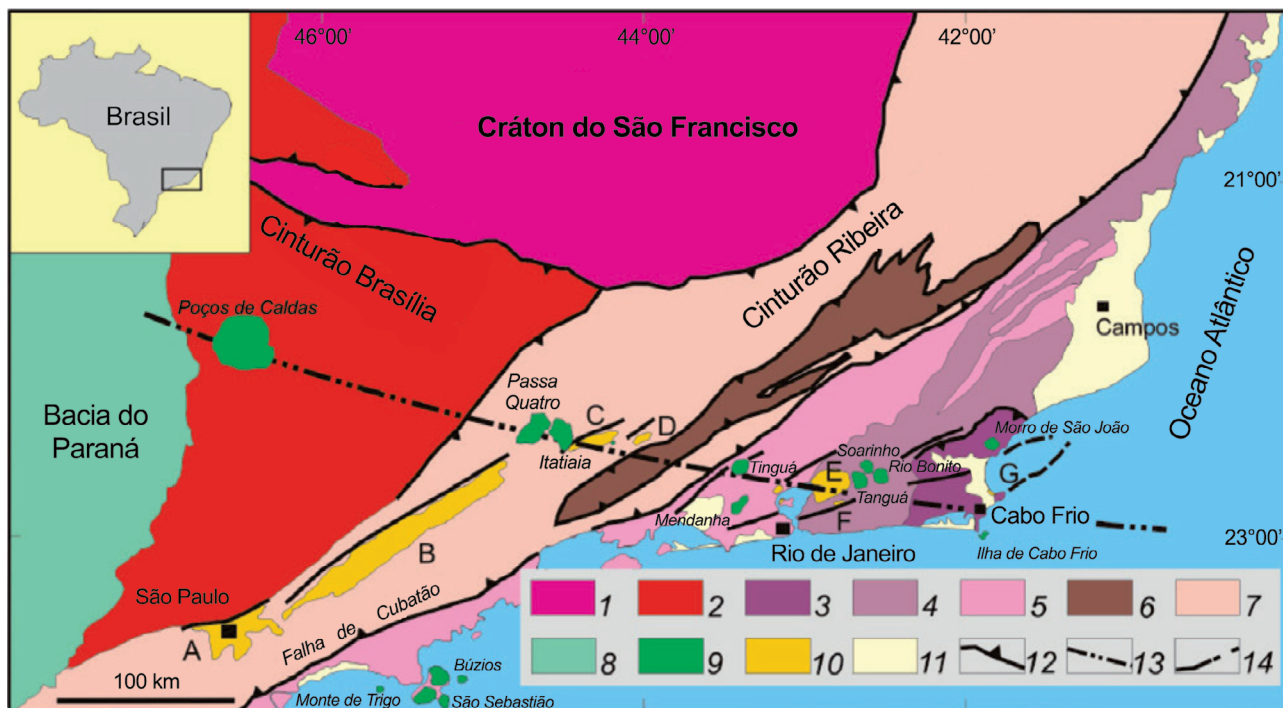 46°00'
44°00'
42°00'
Brasil
Cráton do São Francisco
21°00'
Cinturão Brasília
Cinturão Ribeira
Oceano Atlântico
Poços de Caldas
Campos
Bacia do
Paraná
Passa
Quatro
C
D
Itatiaia
Morro de São João
Soarinho
Rio Bonito
Tinguá
E
Tanguá
G
Mendanha
F
Cabo Frio
B
Rio de Janeiro
Ilha de Cabo Frio
23°00'
São Paulo
A
Falha de Cubatão
1
2
3
4
5
6
7
8
9
10
11
12
13
14
100 km
Búzios
Monte de Trigo
São Sebastião